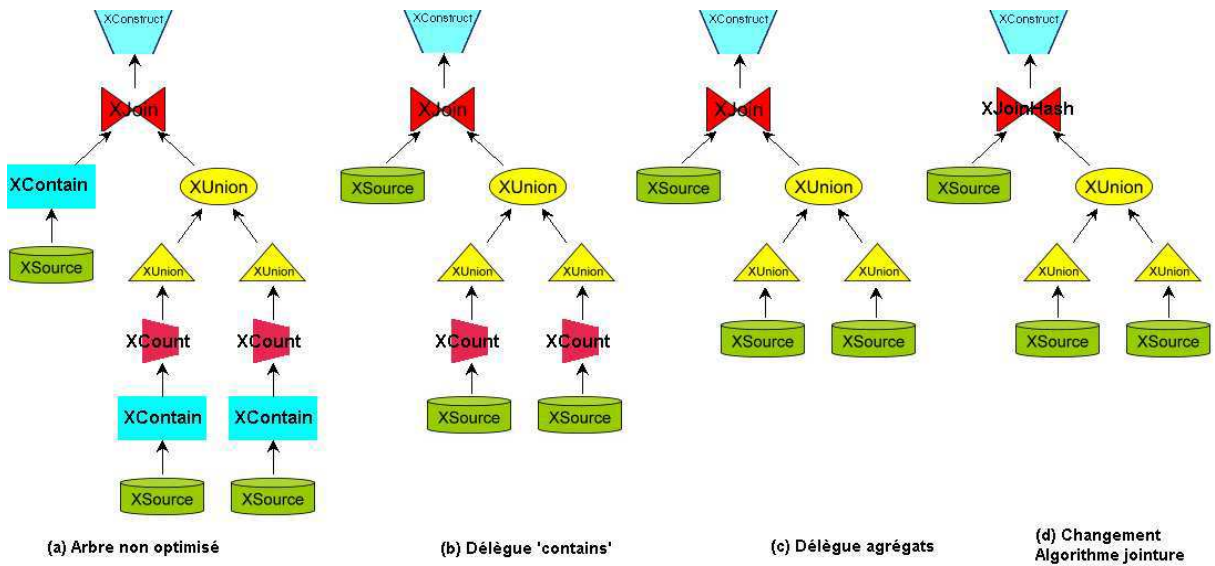 XConstruct
XJoin
XContain
XUnion
XSource
XUnion
XUnion
XCount
XCount
XContain
XContain
XSource
XSource
(a) Arbre non optimisé
XConstruct
XJoin
XSource
XUnion
XUnion
XUnion
XCount
XCount
XSource
XSource
(b) Délègue 'contains'
XConstruct
XJoin
XSource
XUnion
XUnion
XUnion
XSource
XSource
(c) Délègue agrégats
XConstruct
XJoinHash
XSource
XUnion
XUnion
XUnion
XSource
XSource
(d) Changement
Algorithme jointure